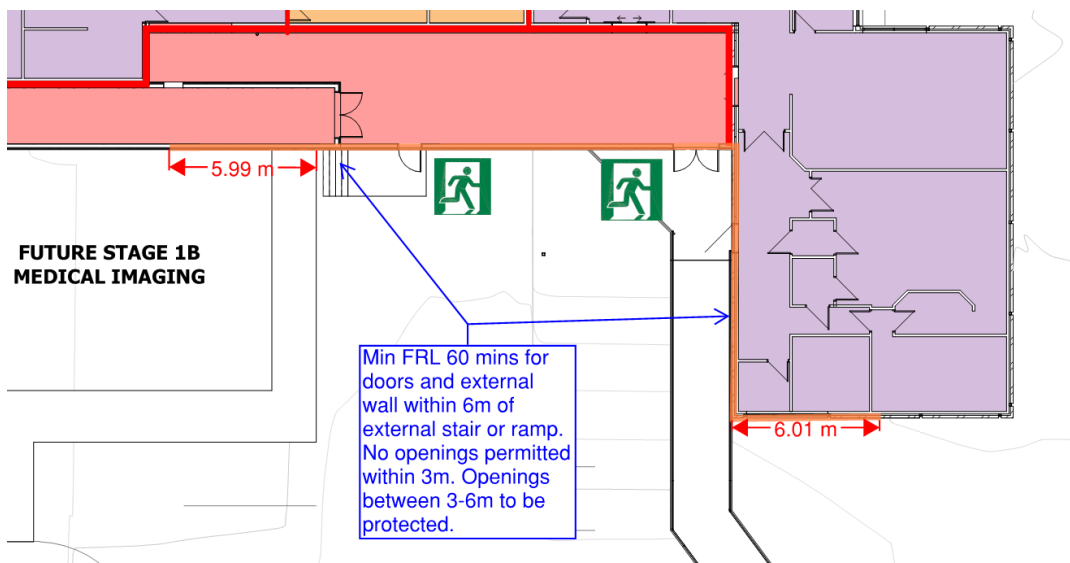 5.99 m
FUTURE STAGE 1B
MEDICAL IMAGING
Min FRL 60 mins for
doors and external
wall within 6m of
external stair or ramp.
No openings permitted
within 3m. Openings
between 3-6m to be
protected.
6.01 m